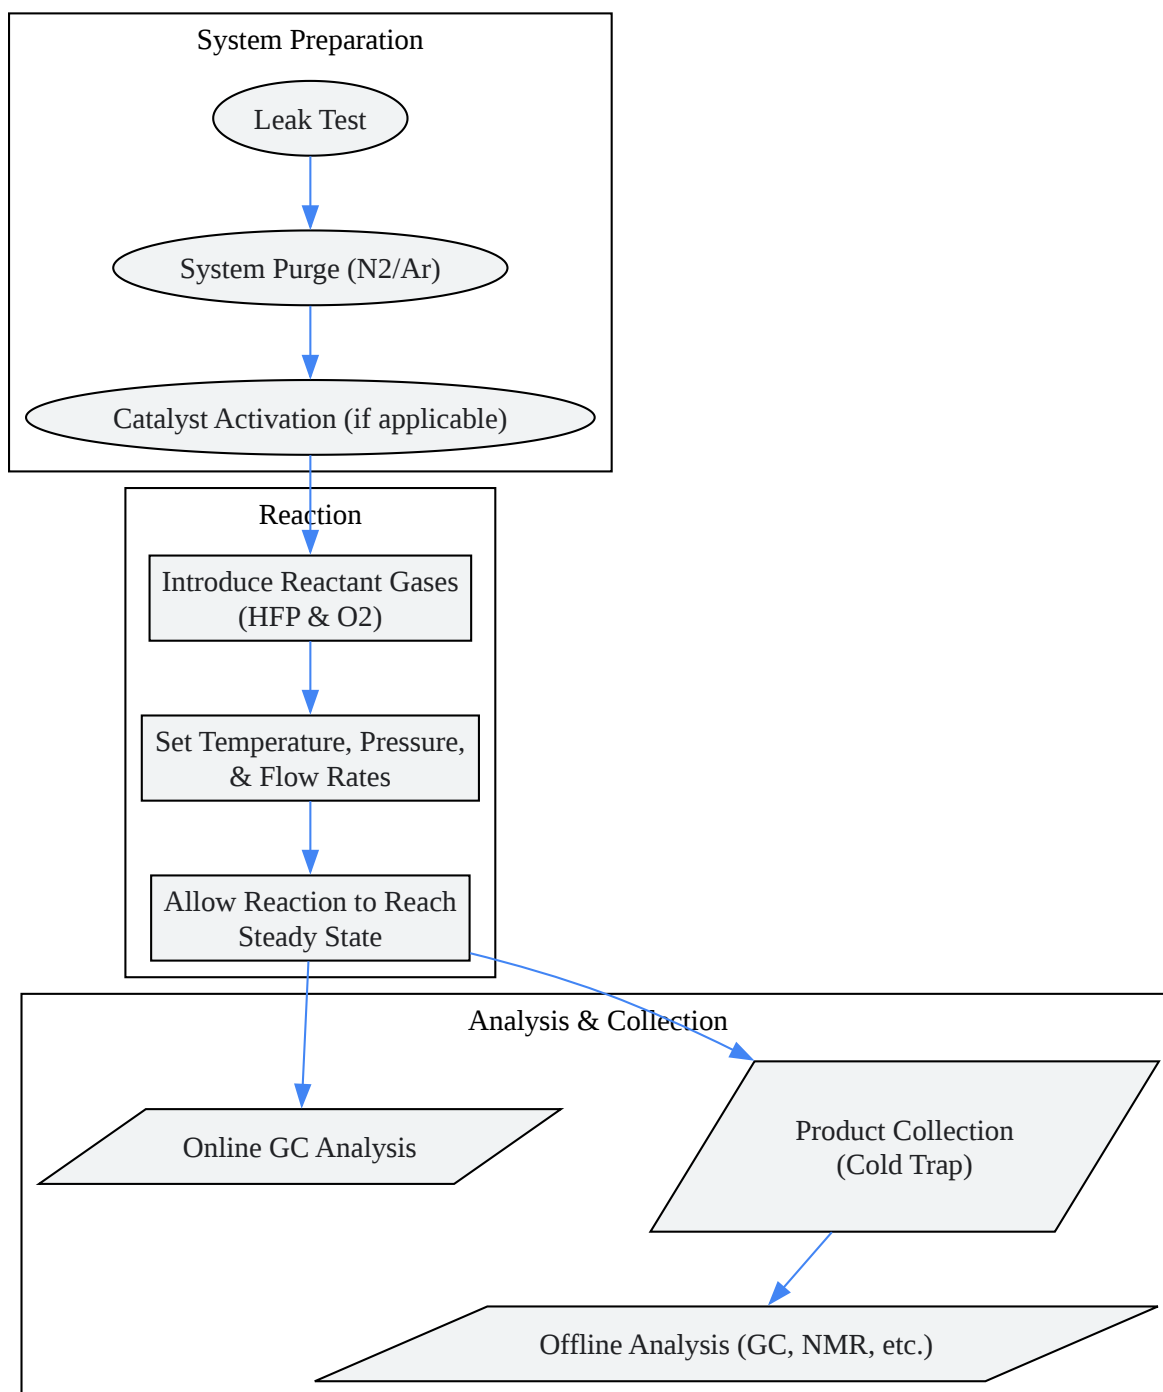 System Preparation
Leak Test
System Purge (N2/Ar)
Catalyst Activation (if applicable)
Reaction
Introduce Reactant Gases
(HFP & O2)
Set Temperature, Pressure,
& Flow Rates
Allow Reaction to Reach
Steady State
Analysis & Collection
Online GC Analysis
Product Collection
(Cold Trap)
Offline Analysis (GC, NMR, etc.)